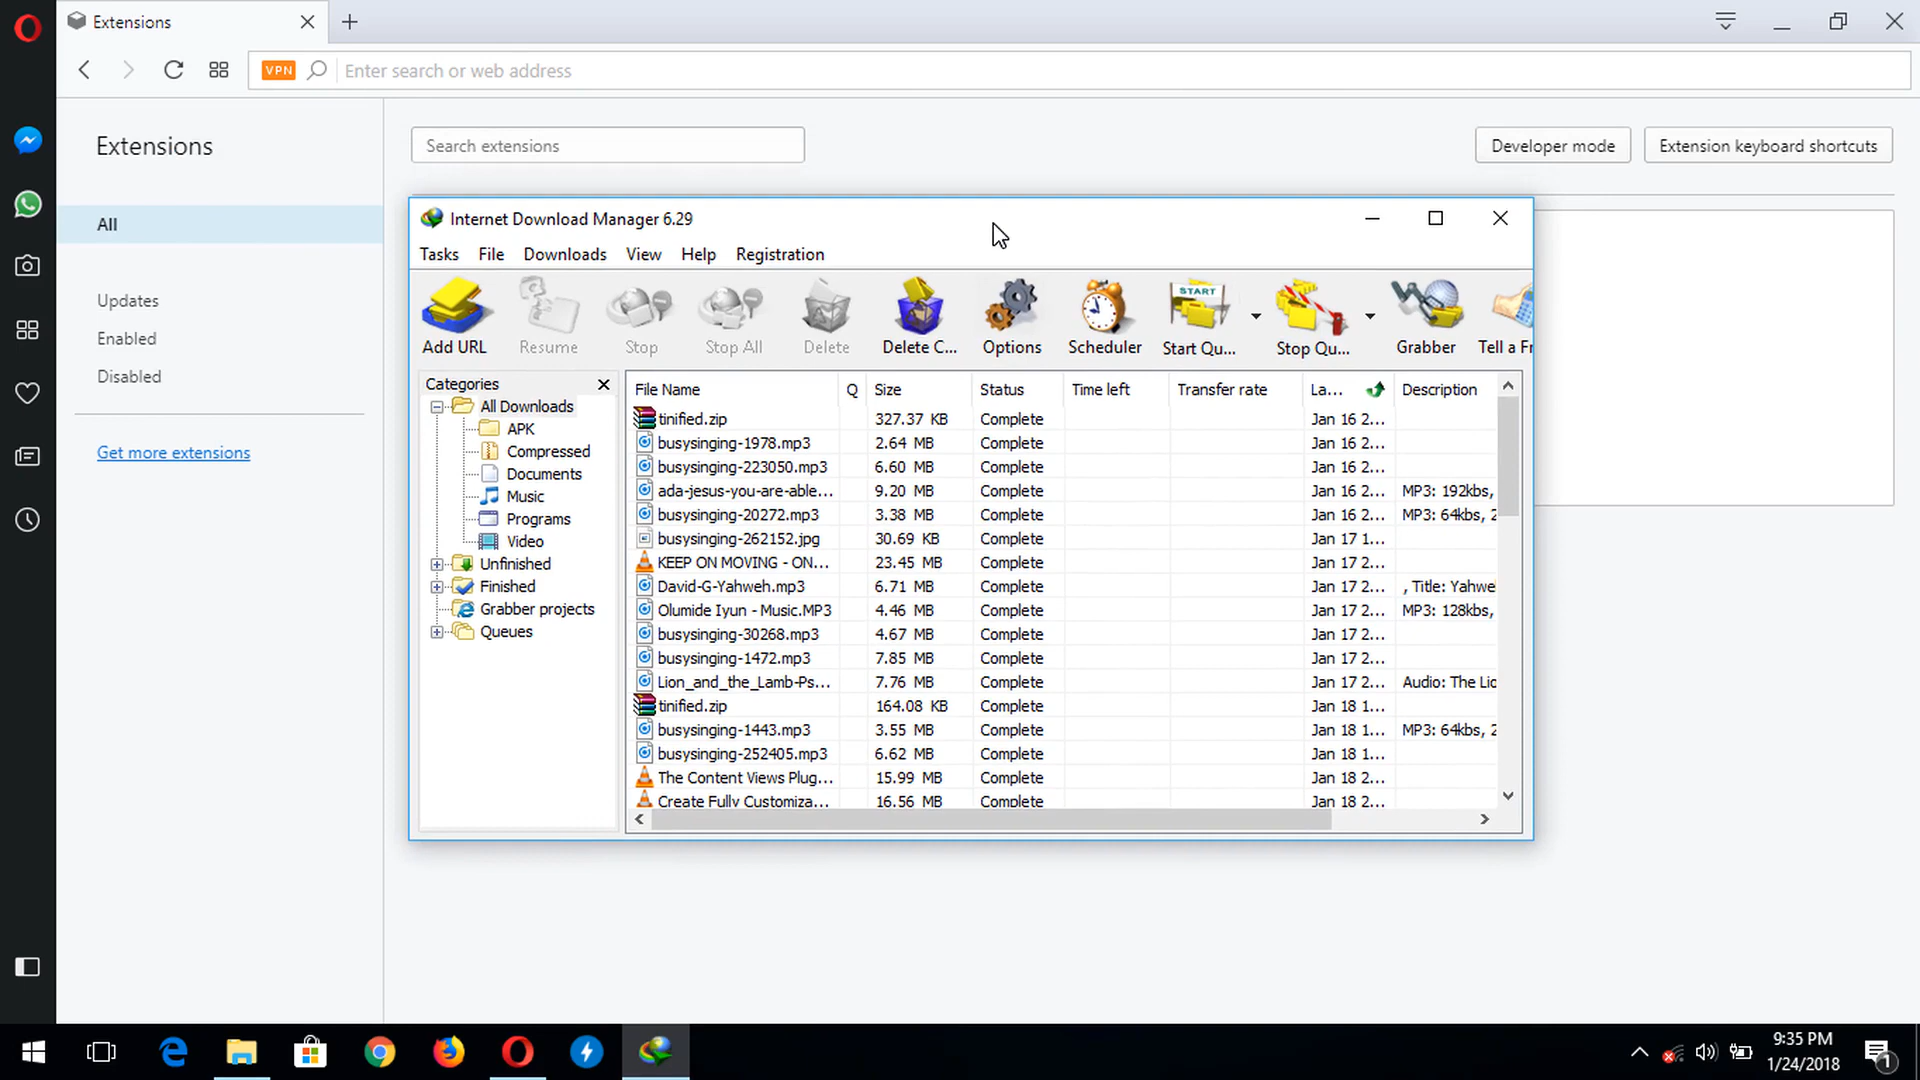 Extensions
VPN Enter search or web address
Extensions
Search extensions
Developer mode
Extension keyboard shortcuts
All
Updates
Enabled
Disabled
Get more extensions
Internet Download Manager 6.29
Tasks File Downloads View Help Registration
START
Add URL Resume Stop Stop All Delete Delete C... Options Scheduler Start Qu... Stop Qu... Grabber Tell a Fr
Categories
All Downloads
APK
Compressed
Documents
Music
Programs
Video
Unfinished
Finished
Grabber projects
Queues
File Name Q Size Status Time left Transfer rate La... Description
tinified.zip 327.37 KB Complete Jan 16 2...
busysinging-1978.mp3 2.64 MB Complete Jan 16 2...
busysinging-223050.mp3 6.60 MB Complete Jan 16 2...
ada-jesus-you-are-able... 9.20 MB Complete Jan 16 2... MP3: 192kbs,
busysinging-20272.mp3 3.38 MB Complete Jan 16 2... MP3: 64kbs, 2
busysinging-262152.jpg 30.69 KB Complete Jan 17 1...
KEEP ON MOVING - ON... 23.45 MB Complete Jan 17 2...
David-G-Yahweh.mp3 6.71 MB Complete Jan 17 2... , Title: Yahwe
Olumide Iyun - Music.MP3 4.46 MB Complete Jan 17 2... MP3: 128kbs,
busysinging-30268.mp3 4.67 MB Complete Jan 17 2...
busysinging-1472.mp3 7.85 MB Complete Jan 17 2...
Lion_and_the_Lamb-Ps... 7.76 MB Complete Jan 17 2... Audio: The Lio
tinified.zip 164.08 KB Complete Jan 18 1...
busysinging-1443.mp3 3.55 MB Complete Jan 18 1... MP3: 64kbs, 2
busysinging-252405.mp3 6.62 MB Complete Jan 18 1...
The Content Views Plug... 15.99 MB Complete Jan 18 2...
Create Fully Customiza... 16.56 MB Complete Jan 18 2...
9:35 PM
1/24/2018
1